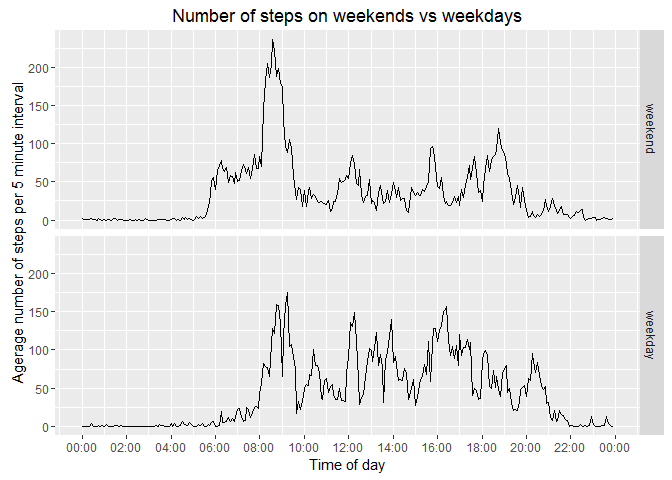 Number of steps on weekends vs weekdays
Agerage number of steps per 5 minute interval
200
150
100
50
0
weekend
200
150
100
50
0
weekday
00:00 02:00 04:00 06:00 08:00 10:00 12:00 14:00 16:00 18:00 20:00 22:00 00:00
Time of day